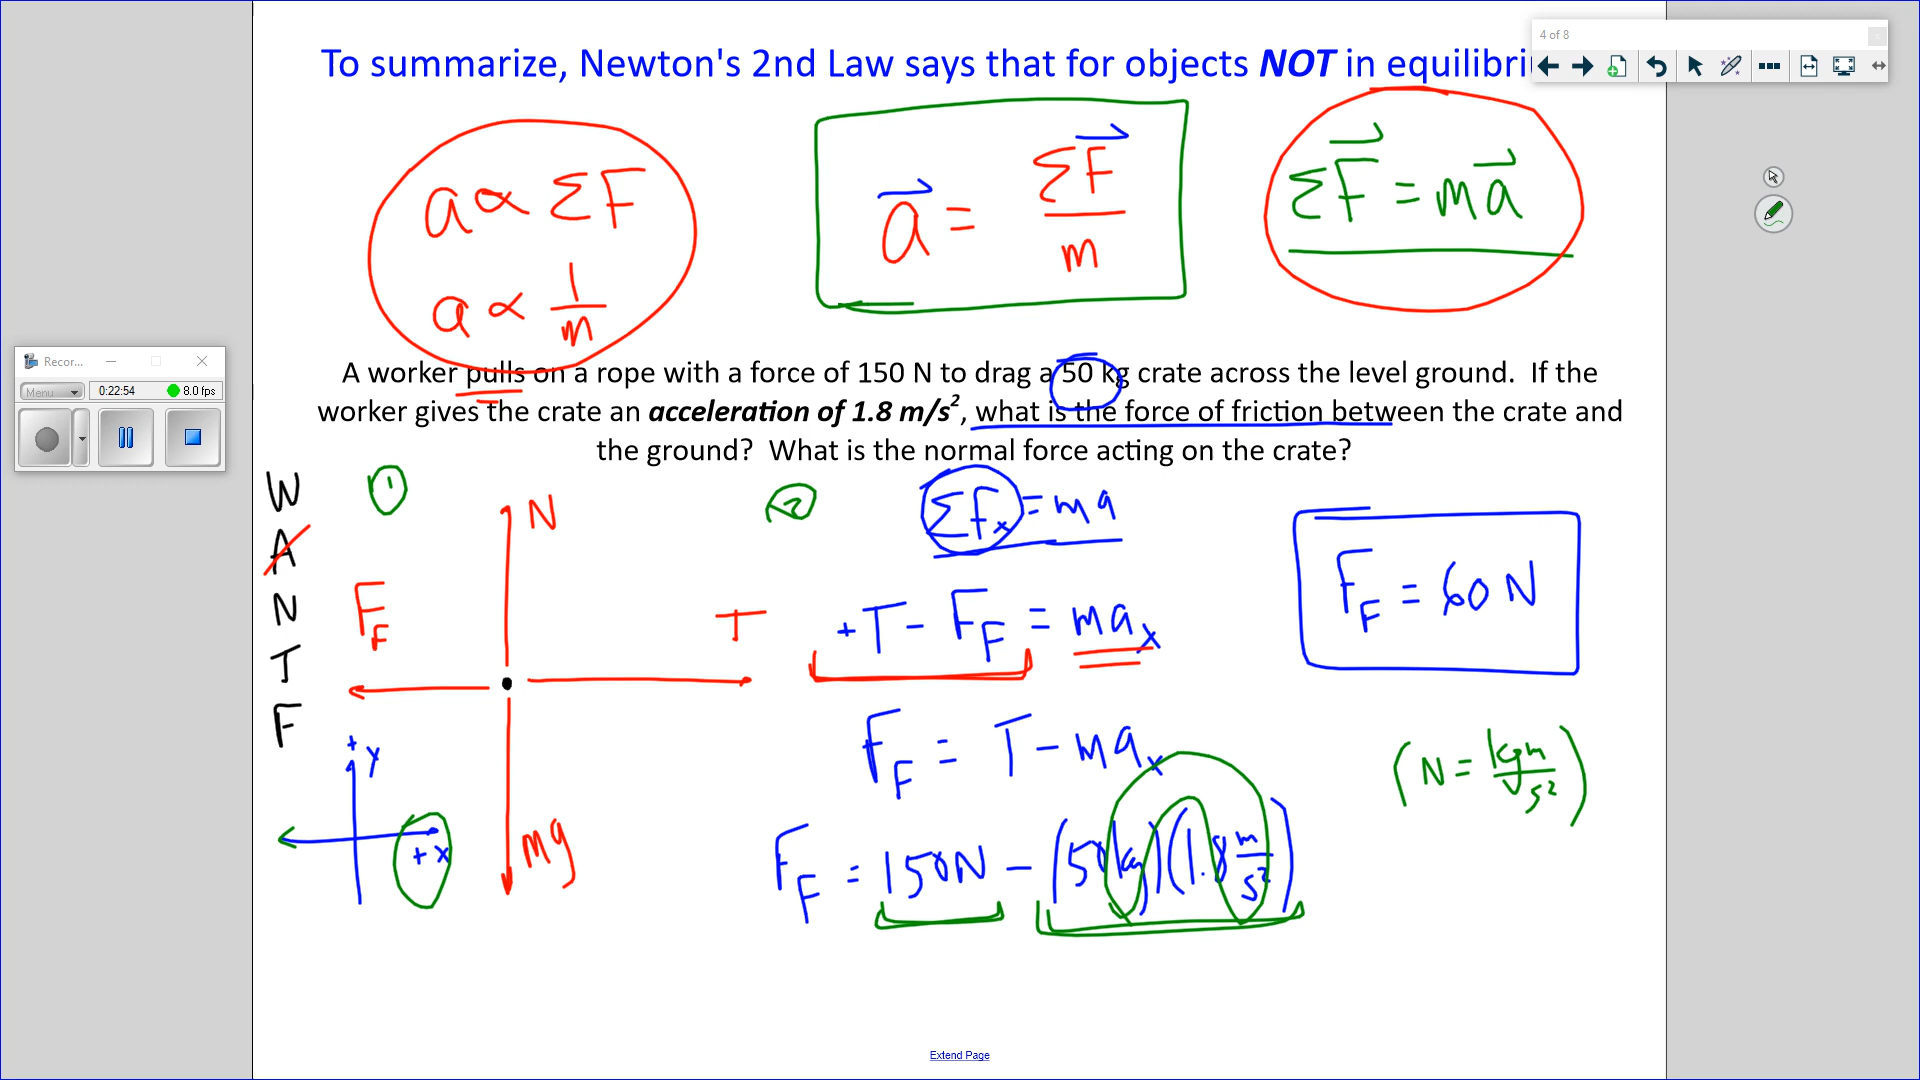 To summarize, Newton's 2nd Law says that for objects NOT in equilibri
4 of 8
a ∝ ΣF
a ∝ 1/m
a⃗ = ΣF⃗/m
ΣF⃗ = ma⃗
Recor...
Menu
0:22:54
8.0 fps
A worker pulls on a rope with a force of 150 N to drag a 50 kg crate across the level ground. If the
worker gives the crate an acceleration of 1.8 m/s², what is the force of friction between the crate and
the ground? What is the normal force acting on the crate?
W
A
N
T
F
1
N
F_F
T
mg
+y
+x
2
ΣF_x = ma
+T - F_F = ma_x
F_F = T - ma_x
F_F = 150N - (50kg)(1.8 m/s²)
F_F = 60 N
(N = kgm/s²)
Extend Page